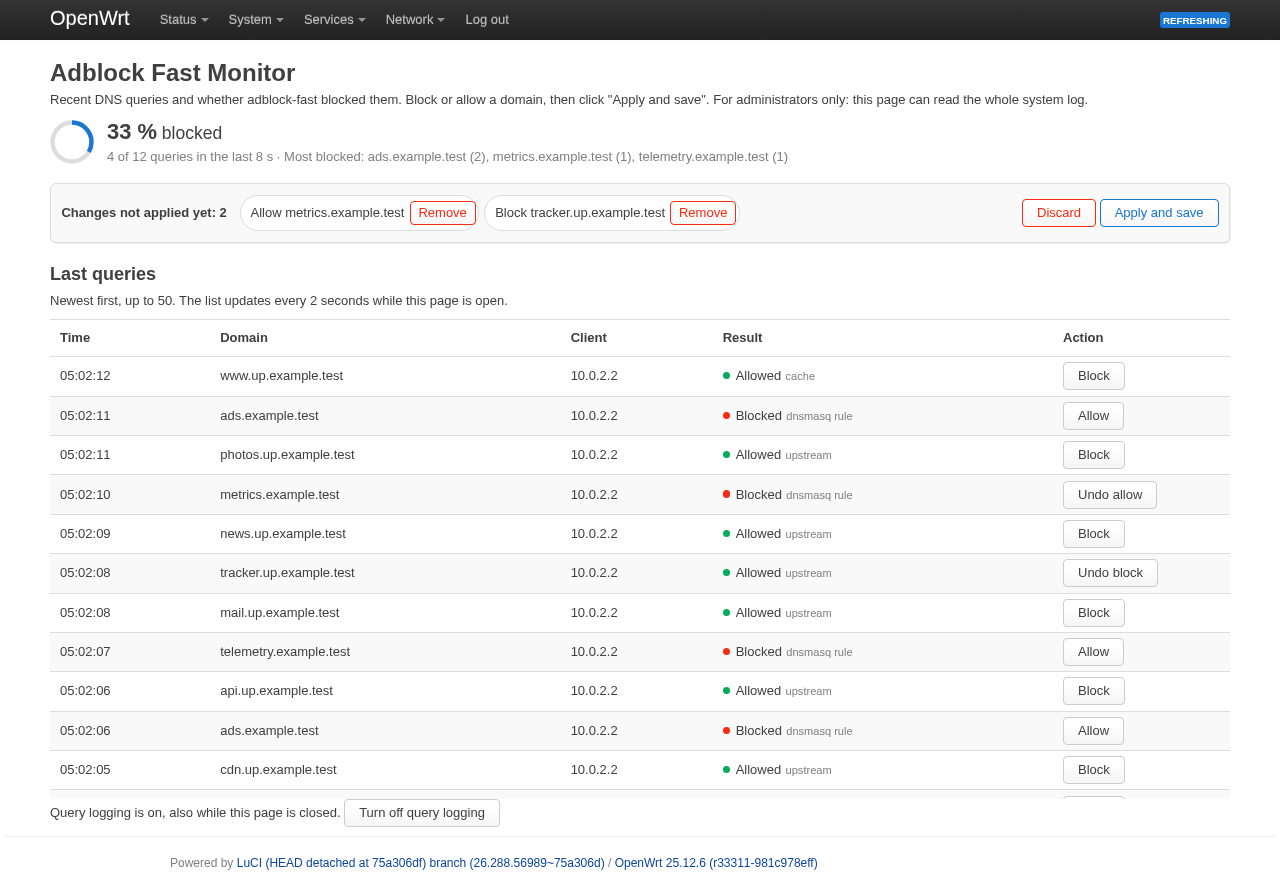 OpenWrt Status System Services Network Log out REFRESHING
Adblock Fast Monitor
Recent DNS queries and whether adblock-fast blocked them. Block or allow a domain, then click "Apply and save". For administrators only: this page can read the whole system log.
33 % blocked
4 of 12 queries in the last 8 s · Most blocked: ads.example.test (2), metrics.example.test (1), telemetry.example.test (1)
Changes not applied yet: 2 Allow metrics.example.test Remove Block tracker.up.example.test Remove Discard Apply and save
Last queries
Newest first, up to 50. The list updates every 2 seconds while this page is open.
Time Domain Client Result Action
05:02:12 www.up.example.test 10.0.2.2 Allowed cache Block
05:02:11 ads.example.test 10.0.2.2 Blocked dnsmasq rule Allow
05:02:11 photos.up.example.test 10.0.2.2 Allowed upstream Block
05:02:10 metrics.example.test 10.0.2.2 Blocked dnsmasq rule Undo allow
05:02:09 news.up.example.test 10.0.2.2 Allowed upstream Block
05:02:08 tracker.up.example.test 10.0.2.2 Allowed upstream Undo block
05:02:08 mail.up.example.test 10.0.2.2 Allowed upstream Block
05:02:07 telemetry.example.test 10.0.2.2 Blocked dnsmasq rule Allow
05:02:06 api.up.example.test 10.0.2.2 Allowed upstream Block
05:02:06 ads.example.test 10.0.2.2 Blocked dnsmasq rule Allow
05:02:05 cdn.up.example.test 10.0.2.2 Allowed upstream Block
Query logging is on, also while this page is closed. Turn off query logging
Powered by LuCI (HEAD detached at 75a306df) branch (26.288.56989~75a306d) / OpenWrt 25.12.6 (r33311-981c978eff)